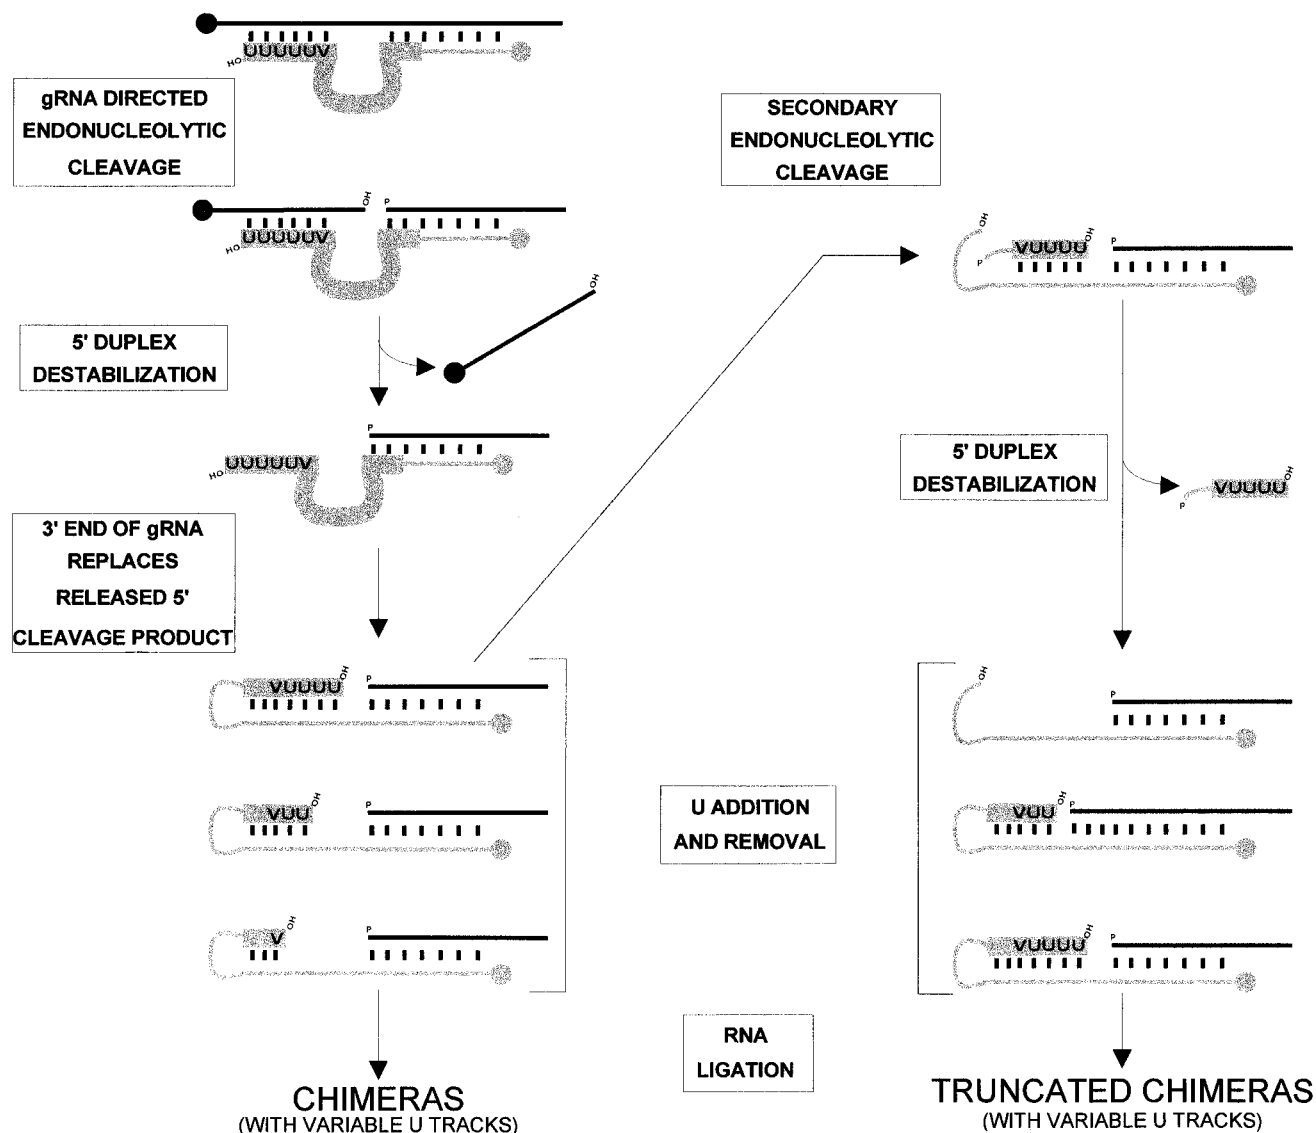 HO
UUUUUV
gRNA DIRECTED
ENDONUCLEOLYTIC
CLEAVAGE
OH
P
HO
UUUUUV
OH
5' DUPLEX
DESTABILIZATION
P
HO
UUUUUV
3' END OF gRNA
REPLACES
RELEASED 5'
CLEAVAGE PRODUCT
VUUUU
OH
P
VUU
OH
P
V
OH
P
CHIMERAS
(WITH VARIABLE U TRACKS)
SECONDARY
ENDONUCLEOLYTIC
CLEAVAGE
OH
P
VUUUU
OH
P
5' DUPLEX
DESTABILIZATION
P
VUUUU
OH
OH
P
U ADDITION
AND REMOVAL
VUU
OH
P
VUUUU
OH
P
RNA
LIGATION
TRUNCATED CHIMERAS
(WITH VARIABLE U TRACKS)